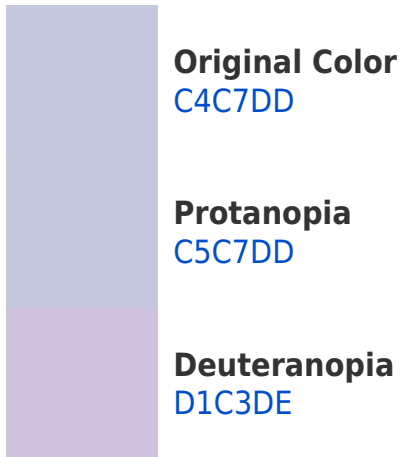 Original Color
C4C7DD
Protanopia
C5C7DD
Deuteranopia
D1C3DE